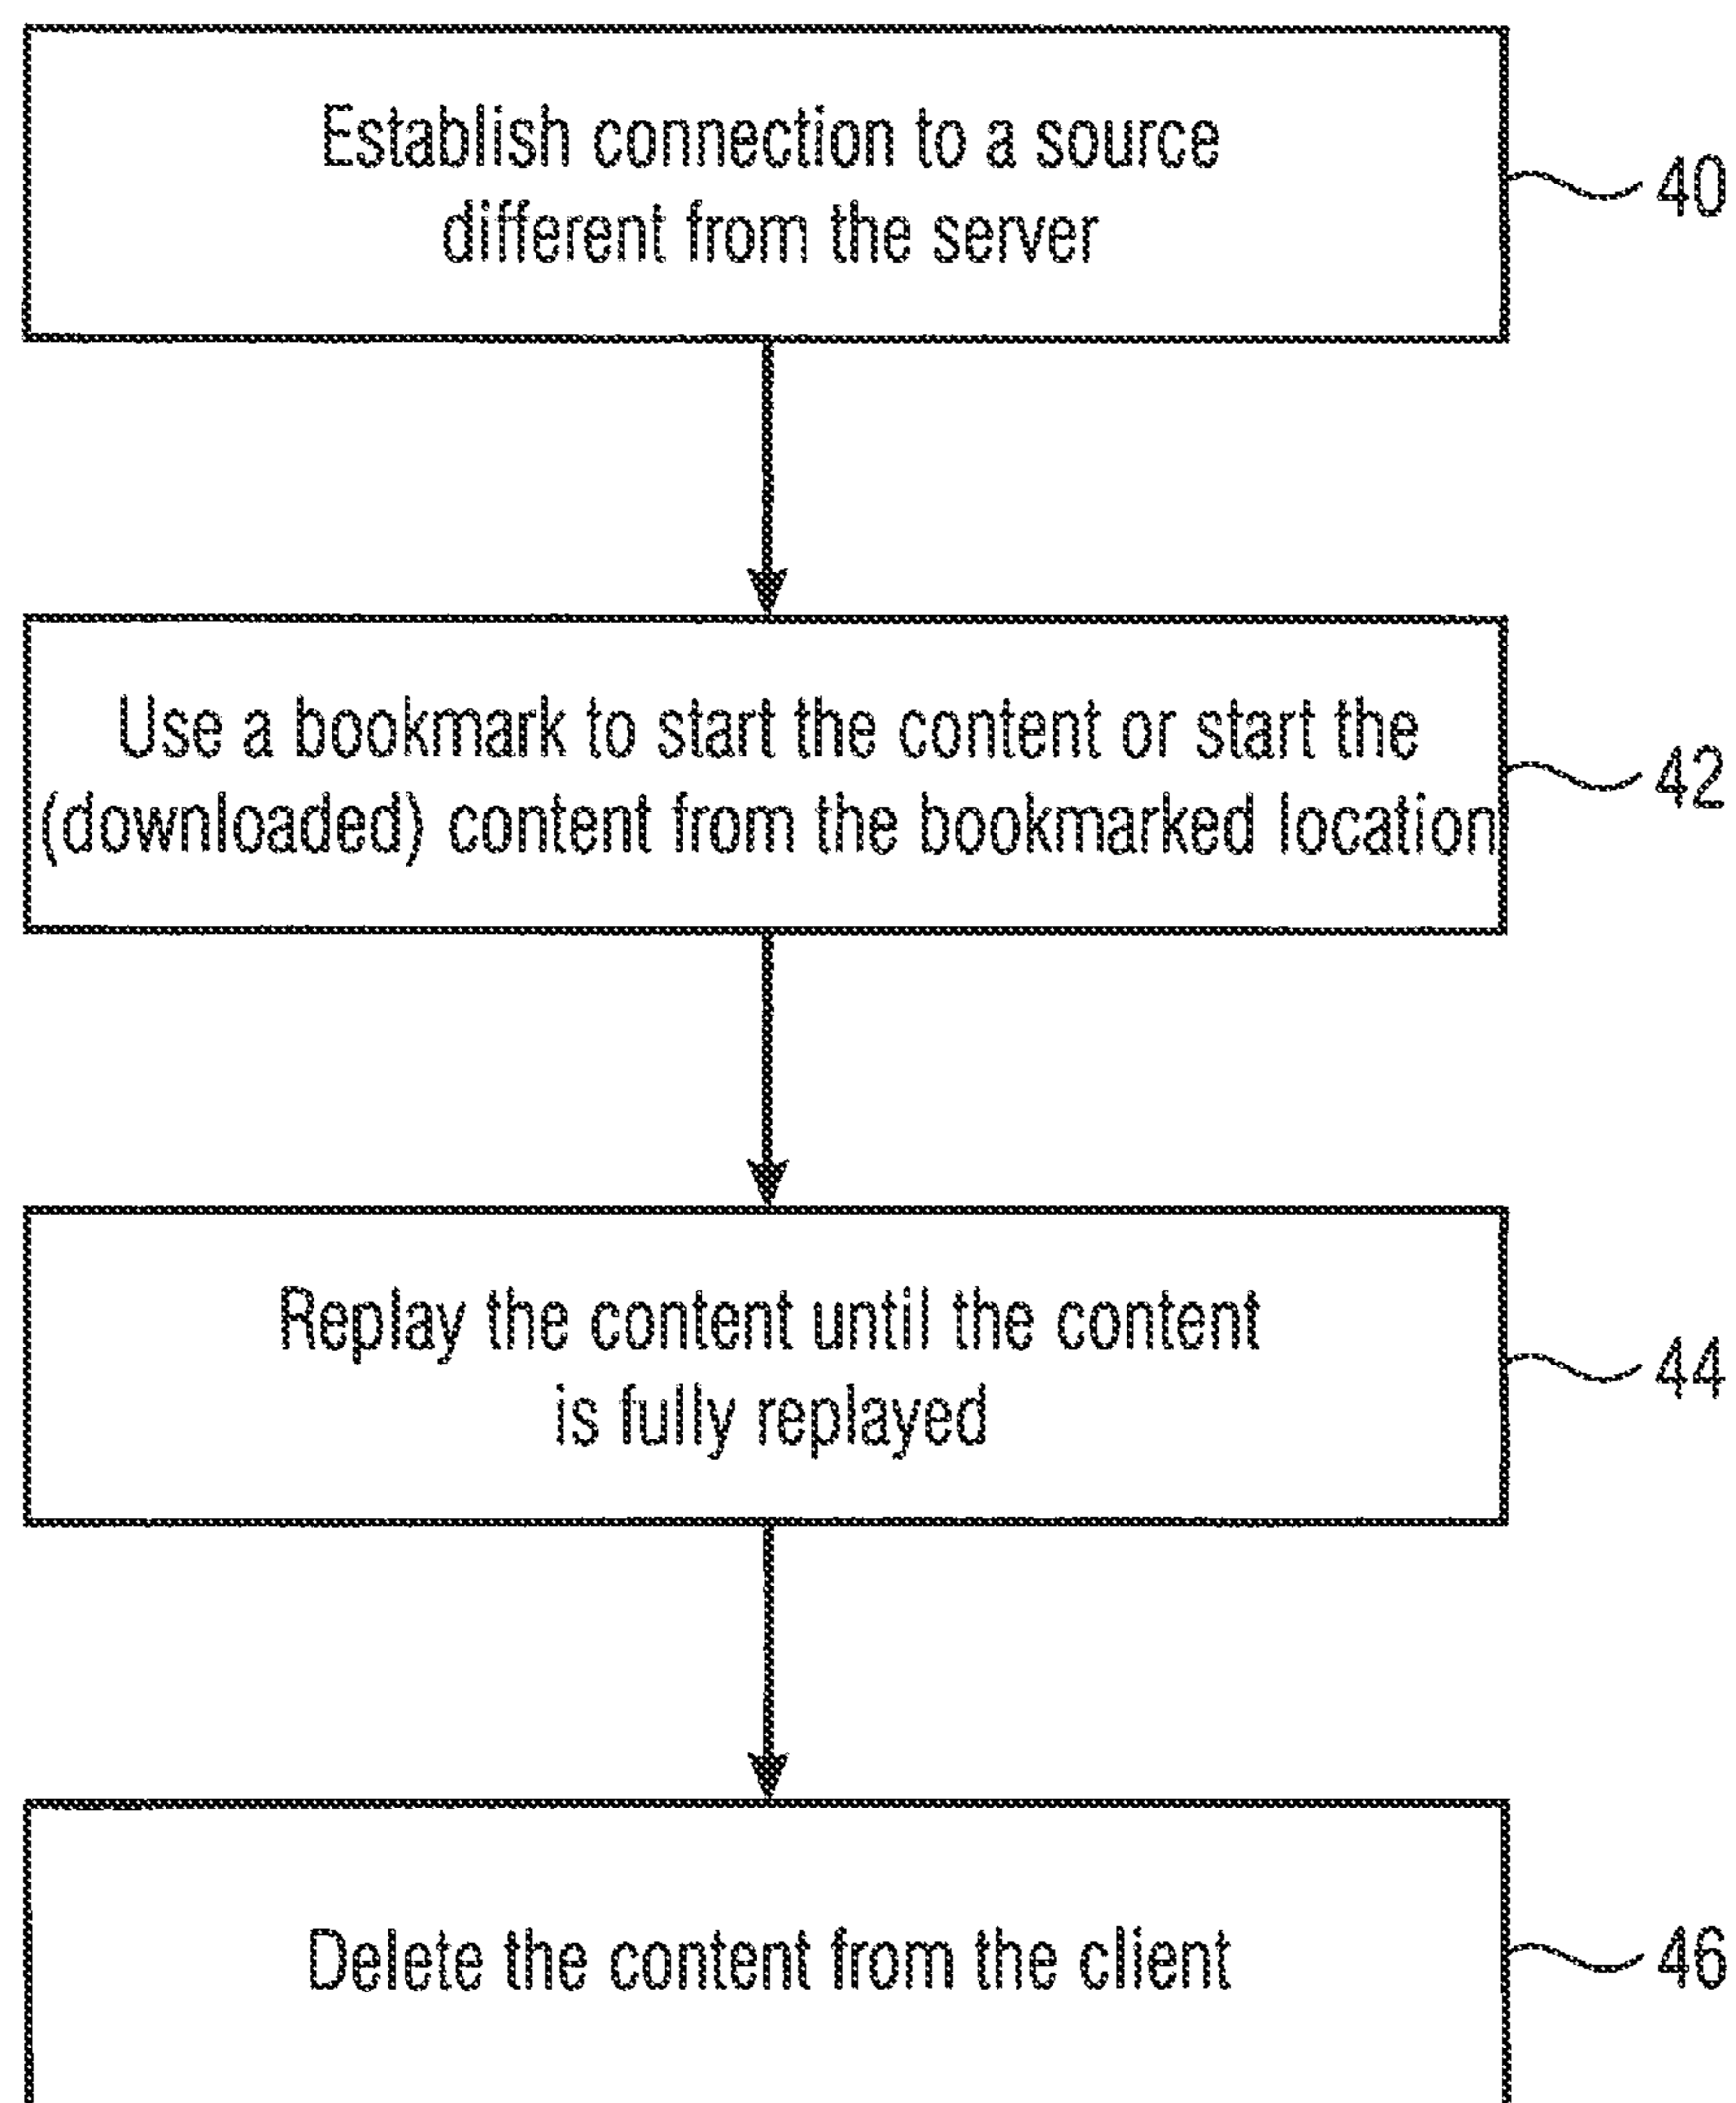 Establish connection to a source
different from the server
40
Use a bookmark to start the content or start the
(downloaded) content from the bookmarked location
42
Replay the content until the content
is fully replayed
44
Delete the content from the client
46